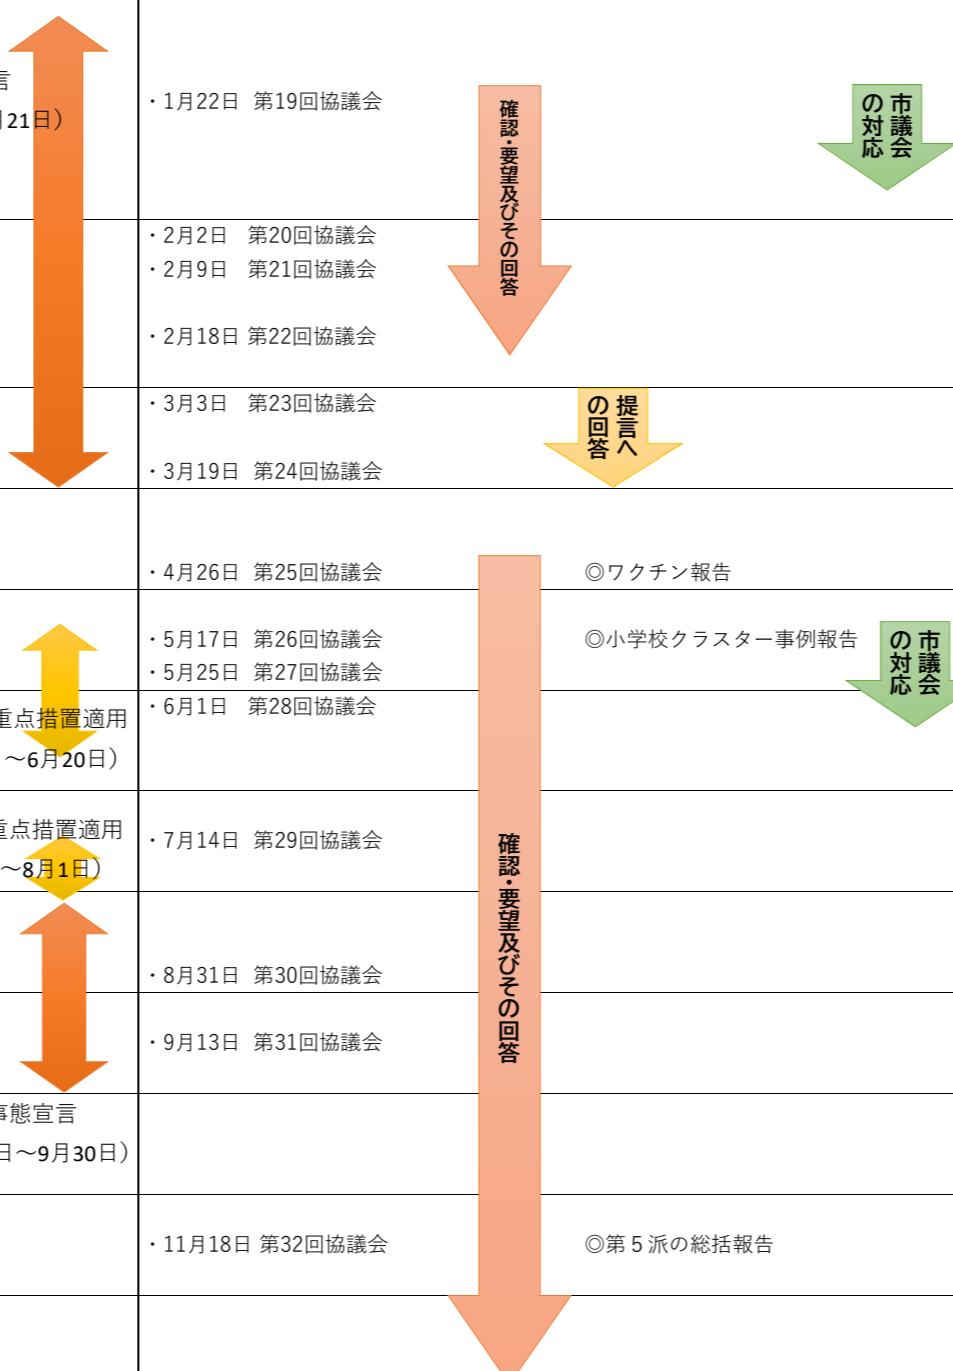 言
月21日）
・1月22日 第19回協議会
確認・要望及びその回答
市議会
の対応
・2月2日 第20回協議会
・2月9日 第21回協議会
・2月18日 第22回協議会
・3月3日 第23回協議会
提言へ
の回答
・3月19日 第24回協議会
・4月26日 第25回協議会
◎ワクチン報告
・5月17日 第26回協議会
◎小学校クラスター事例報告
市議会
の対応
・5月25日 第27回協議会
・6月1日 第28回協議会
重点措置適用
～6月20日）
重点措置適用
～8月1日）
・7月14日 第29回協議会
確認・要望及びその回答
・8月31日 第30回協議会
・9月13日 第31回協議会
事態宣言
日～9月30日）
・11月18日 第32回協議会
◎第５派の総括報告